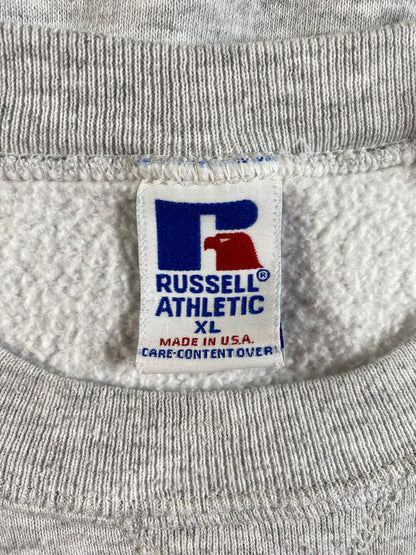 RUSSELL®
ATHLETIC
XL
MADE IN U.S.A.
CARE·CONTENT OVER